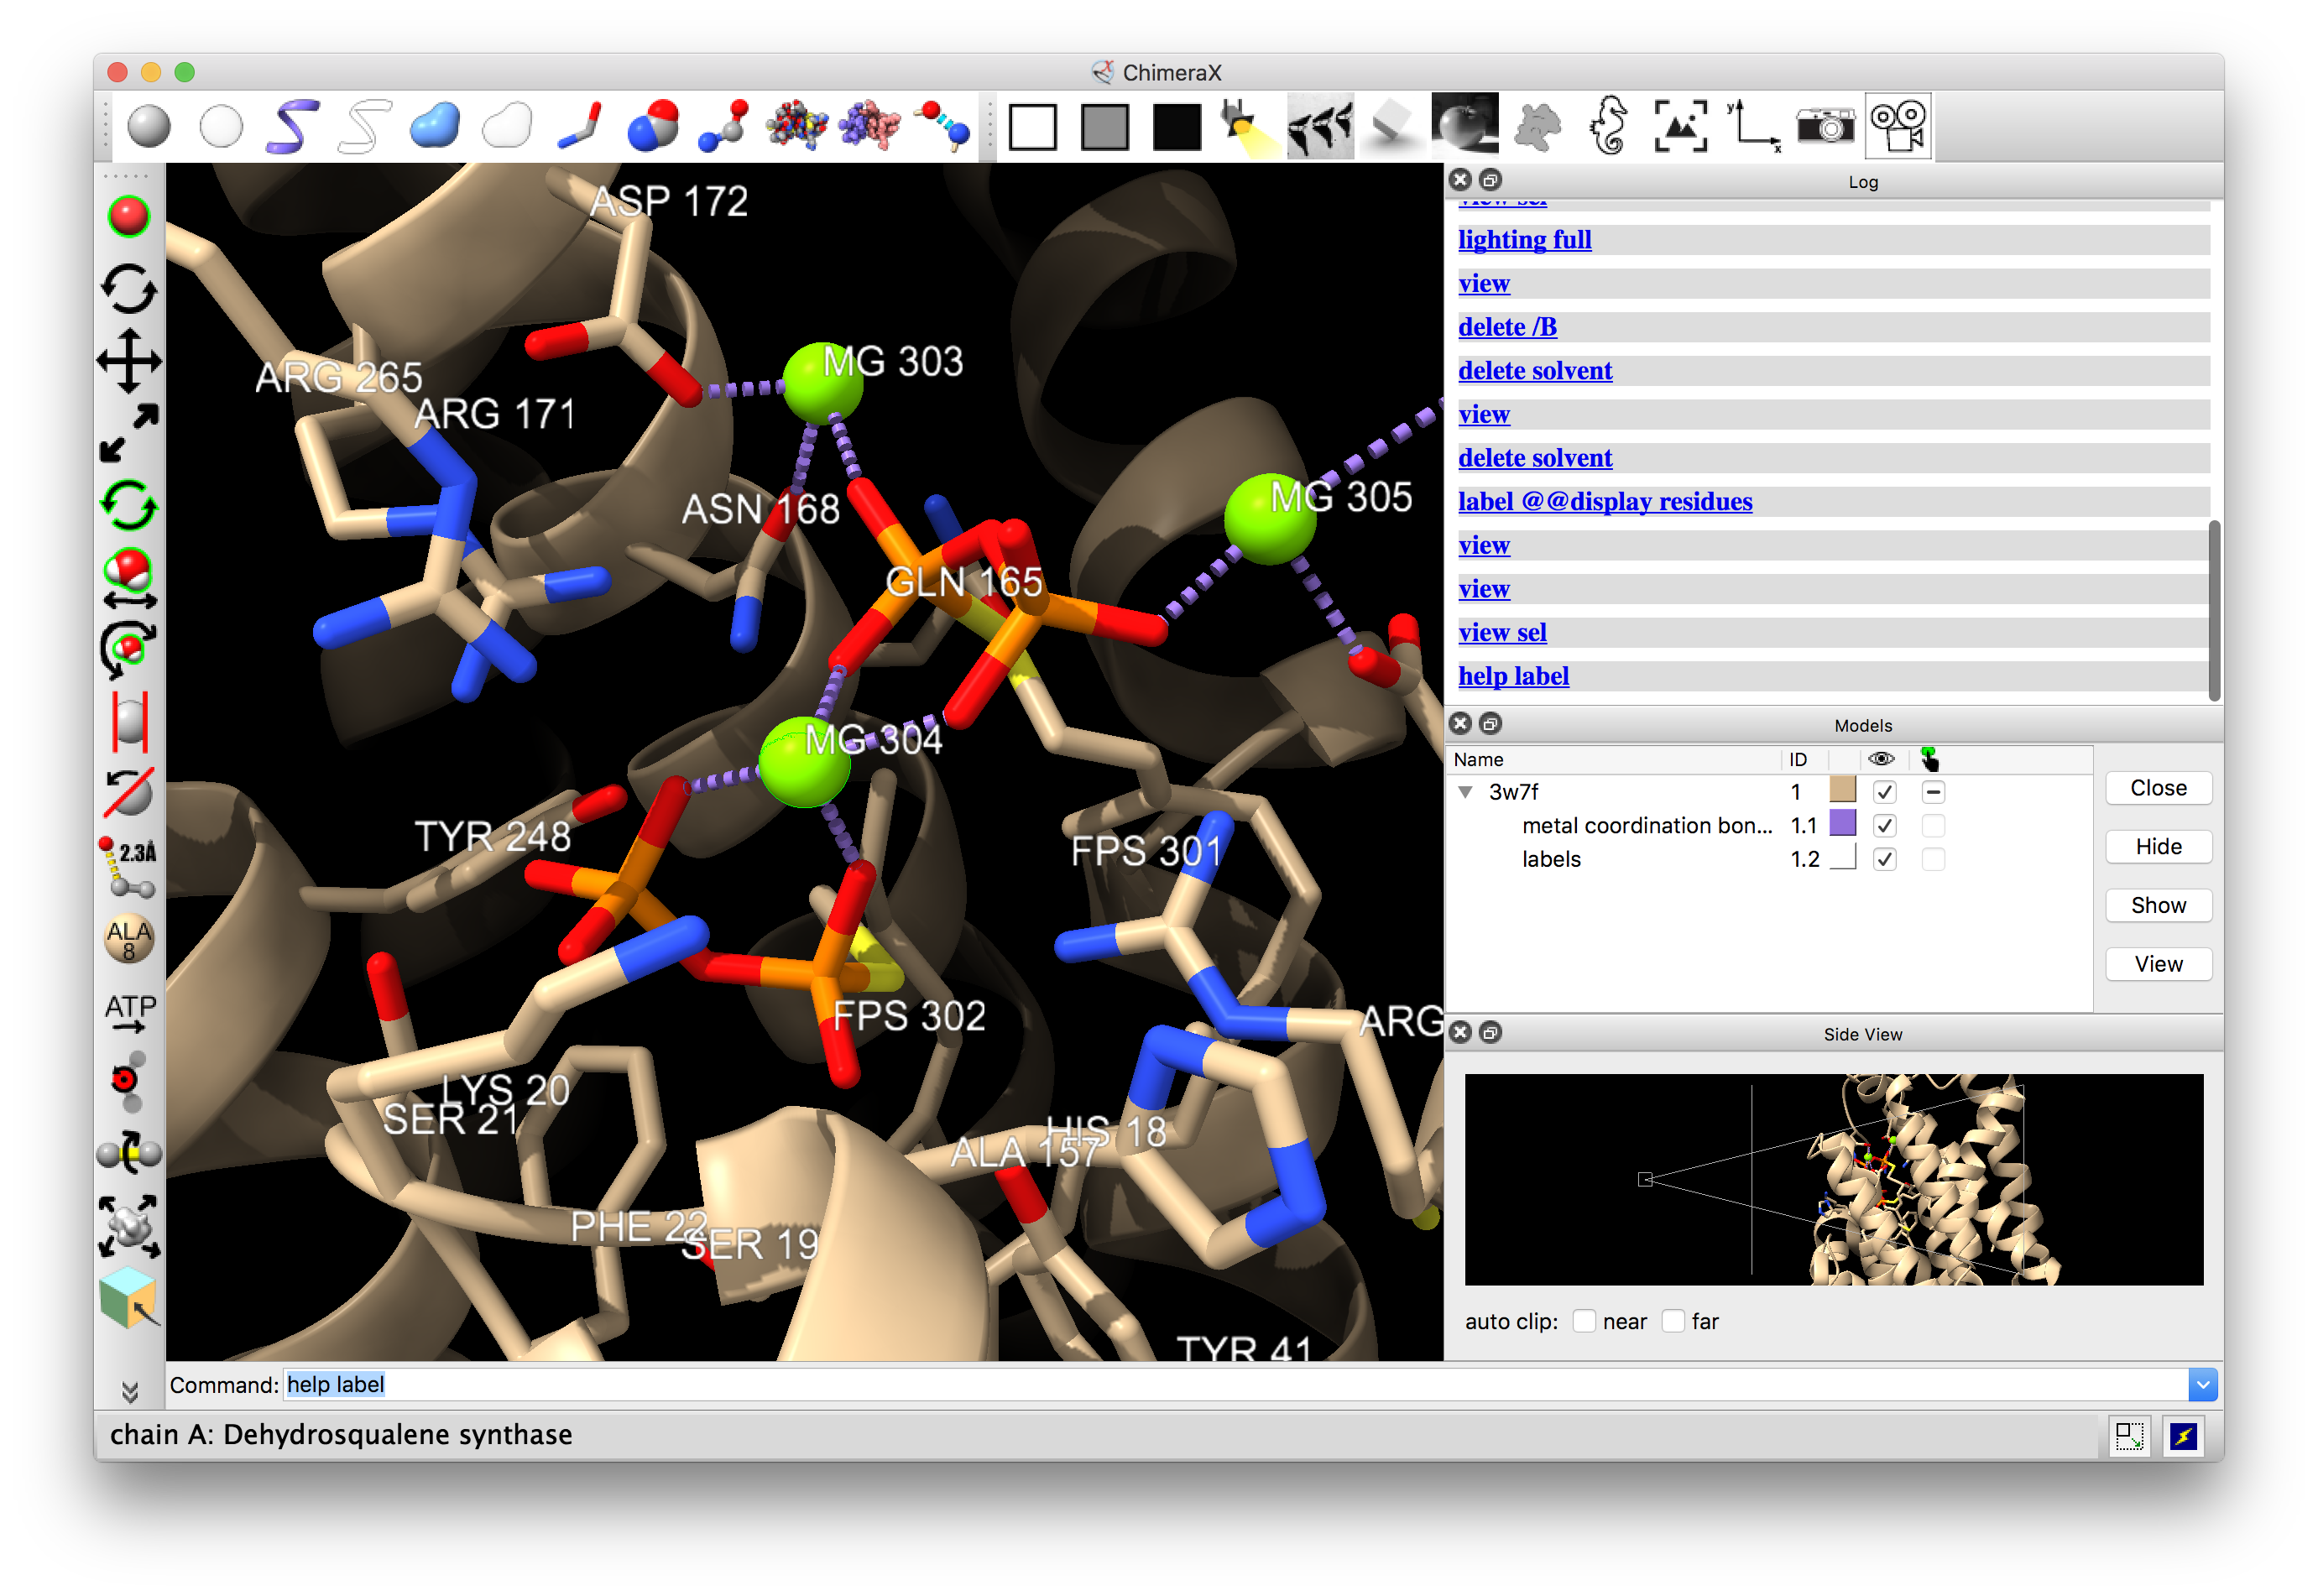 ChimeraX
y
x
2.3Å
ALA
8
ATP
ASP 172
MG 303
ARG 265
ARG 171
MG 305
ASN 168
GLN 165
MG 304
TYR 248
FPS 301
FPS 302
ARG
LYS 20
SER 21
HIS 18
ALA 157
PHE 22
SER 19
TYR 41
Log
view sel
lighting full
view
delete /B
delete solvent
view
delete solvent
label @@display residues
view
view
view sel
help label
Models
Name ID
3w7f 1
metal coordination bon... 1.1
labels 1.2
Close
Hide
Show
View
Side View
auto clip: near far
Command: help label
chain A: Dehydrosqualene synthase